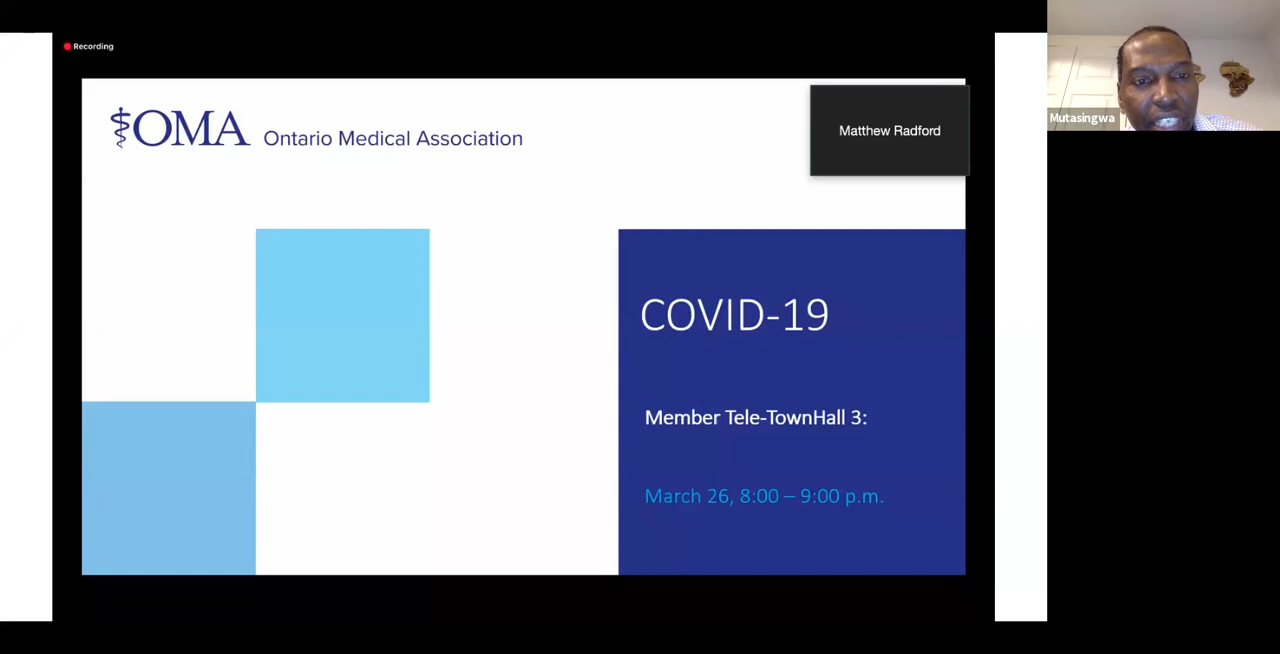 Recording
OMA Ontario Medical Association
Matthew Radford
Mutasingwa
COVID-19
Member Tele-TownHall 3:
March 26, 8:00 – 9:00 p.m.